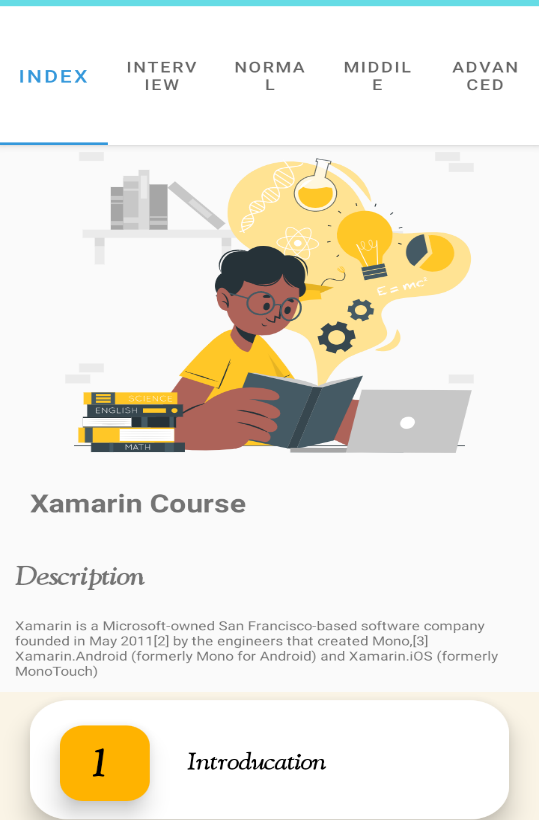 INDEX
INTERV
IEW
NORMA
L
MIDDL
E
ADVAN
CED
E = mc²
SCIENCE
ENGLISH
MATH
Xamarin Course
Description
Xamarin is a Microsoft-owned San Francisco-based software company
founded in May 2011[2] by the engineers that created Mono,[3]
Xamarin.Android (formerly Mono for Android) and Xamarin.iOS (formerly
MonoTouch)
1
Introducation